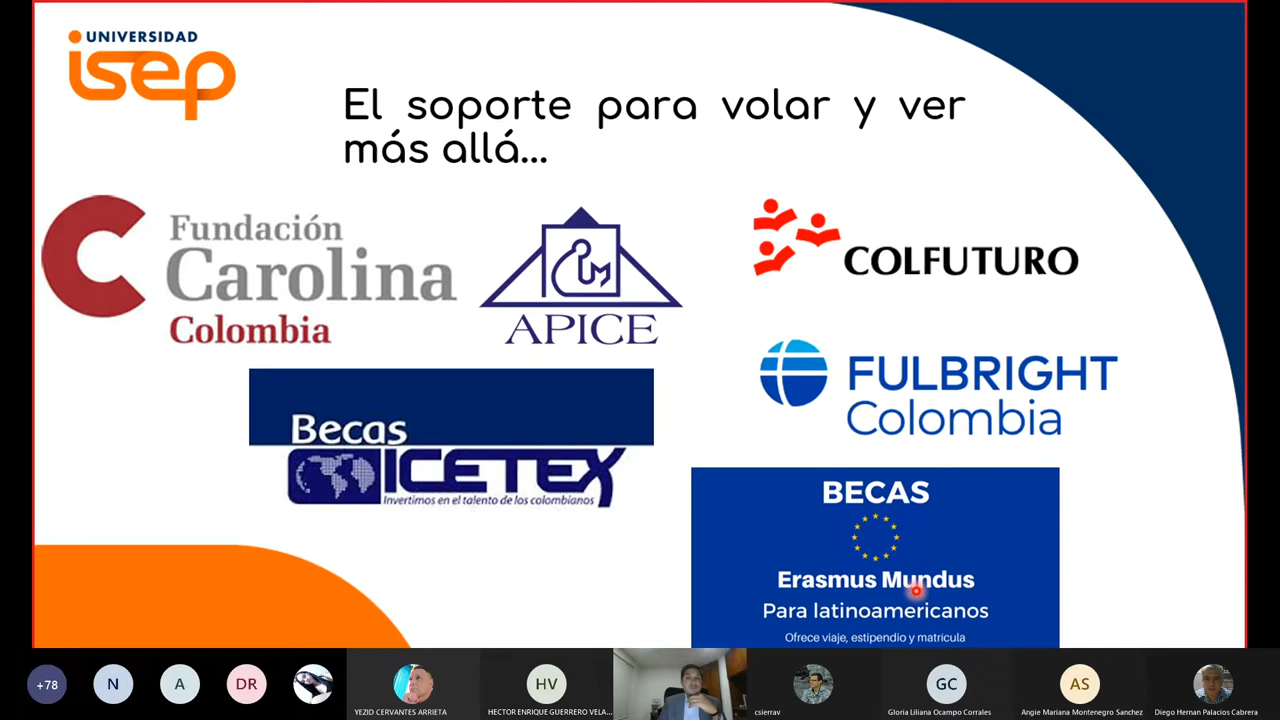 UNIVERSIDAD
isep
El soporte para volar y ver
más allá...
Fundación
Carolina
Colombia
APICE
COLFUTURO
FULBRIGHT
Colombia
Becas
ICETEX
Invertimos en el talento de los colombianos
BECAS
Erasmus Mundus
Para latinoamericanos
Ofrece viaje, estipendio y matrícula
+78
N
A
DR
YEZID CERVANTES ARRIETA
HV
HECTOR ENRIQUE GUERRERO VELA...
csierrav
GC
Gloria Liliana Ocampo Corrales
AS
Angie Mariana Montenegro Sanchez
Diego Hernan Palacios Cabrera